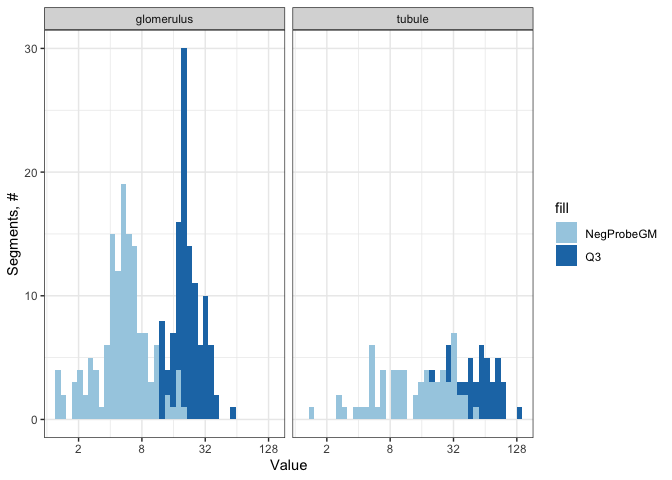 glomerulus tubule
30
20
10
0
Segments, #
2 8 32 128 2 8 32 128
Value
fill
NegProbeGM
Q3